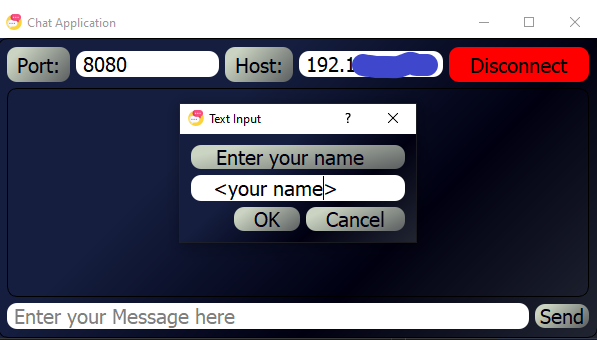 Chat Application
Port: 8080 Host: 192.1 Disconnect
Text Input ?
Enter your name
<your name>
OK Cancel
Enter your Message here Send